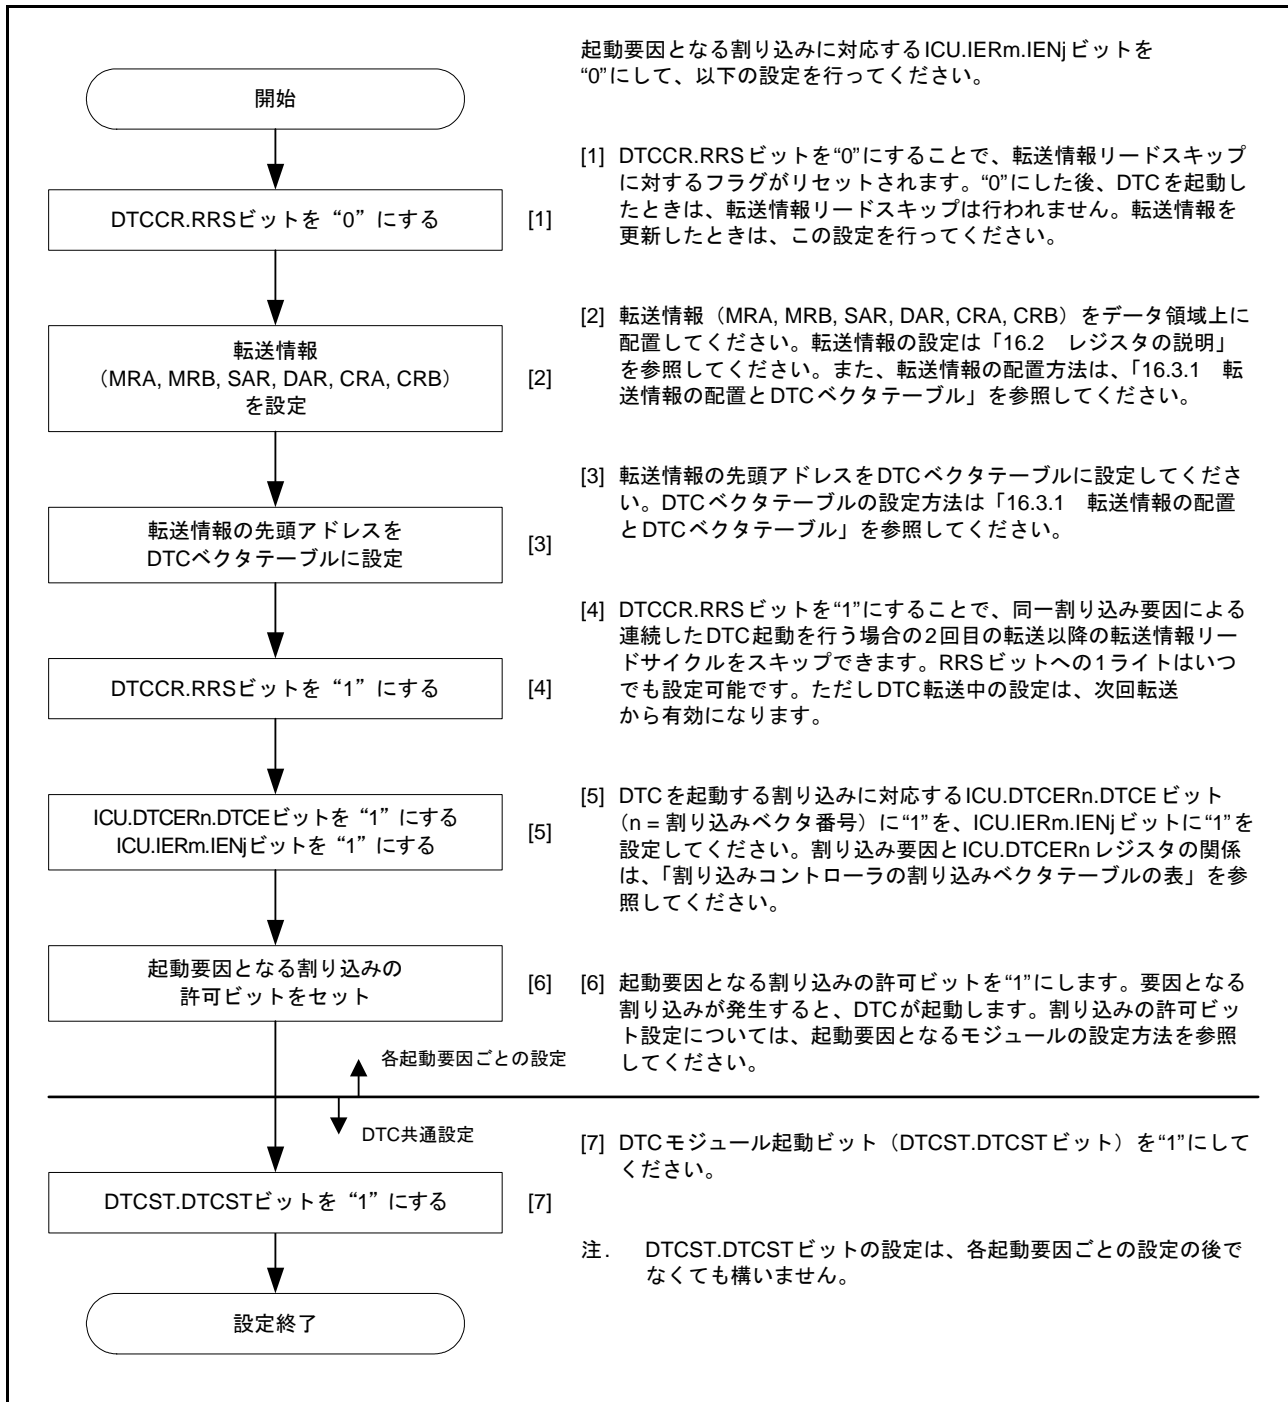 起動要因となる割り込みに対応するICU.IERm.IENjビットを
“0”にして、以下の設定を行ってください。
開始
[1] DTCCR.RRSビットを“0”にすることで、転送情報リードスキップ
に対するフラグがリセットされます。“0”にした後、DTCを起動し
たときは、転送情報リードスキップは行われません。転送情報を
更新したときは、この設定を行ってください。
DTCCR.RRSビットを“0”にする
[1]
[2] 転送情報（MRA, MRB, SAR, DAR, CRA, CRB）をデータ領域上に
配置してください。転送情報の設定は「16.2　レジスタの説明」
を参照してください。また、転送情報の配置方法は、「16.3.1　転
送情報の配置とDTCベクタテーブル」を参照してください。
転送情報
（MRA, MRB, SAR, DAR, CRA, CRB）
を設定
[2]
[3] 転送情報の先頭アドレスをDTCベクタテーブルに設定してくださ
い。DTCベクタテーブルの設定方法は「16.3.1　転送情報の配置
とDTCベクタテーブル」を参照してください。
転送情報の先頭アドレスを
DTCベクタテーブルに設定
[3]
[4] DTCCR.RRSビットを“1”にすることで、同一割り込み要因による
連続したDTC起動を行う場合の2回目の転送以降の転送情報リー
ドサイクルをスキップできます。RRSビットへの1ライトはいつ
でも設定可能です。ただしDTC転送中の設定は、次回転送
から有効になります。
DTCCR.RRSビットを“1”にする
[4]
[5] DTCを起動する割り込みに対応するICU.DTCERn.DTCEビット
（n = 割り込みベクタ番号）に“1”を、ICU.IERm.IENjビットに“1”を
設定してください。割り込み要因とICU.DTCERnレジスタの関係
は、「割り込みコントローラの割り込みベクタテーブルの表」を参
照してください。
ICU.DTCERn.DTCEビットを“1”にする
ICU.IERm.IENjビットを“1”にする
[5]
起動要因となる割り込みの
許可ビットをセット
[6]
[6] 起動要因となる割り込みの許可ビットを“1”にします。要因となる
割り込みが発生すると、DTCが起動します。割り込みの許可ビッ
ト設定については、起動要因となるモジュールの設定方法を参照
してください。
各起動要因ごとの設定
DTC共通設定
[7] DTCモジュール起動ビット（DTCST.DTCSTビット）を“1”にして
ください。
DTCST.DTCSTビットを“1”にする
[7]
注.　DTCST.DTCSTビットの設定は、各起動要因ごとの設定の後で
なくても構いません。
設定終了